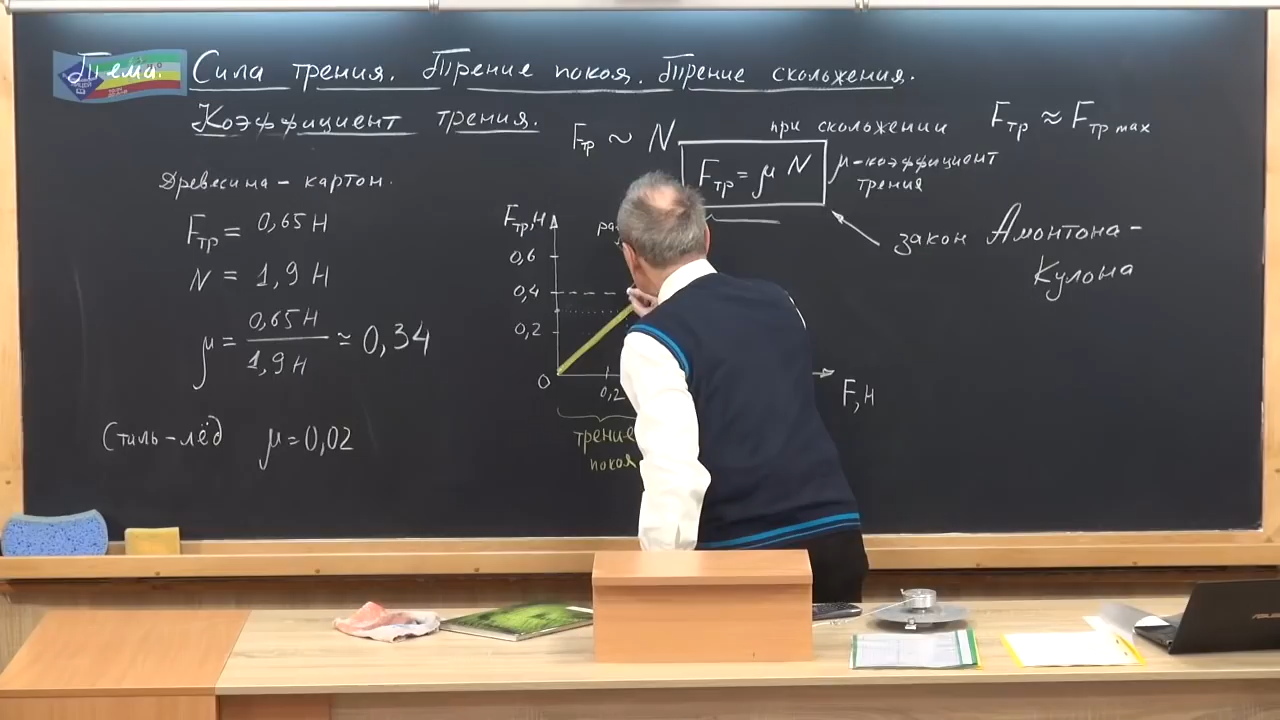 Тема. Сила трения. Трение покоя. Трение скольжения.
Коэффициент трения.
Fтр ~ N
при скольжении
Fтр ≈ Fтр max
Fтр = μ N
μ-коэффициент
трения
закон Амонтона-
Кулона
Древесина - картон.
Fтр = 0,65 Н
N = 1,9 Н
μ = 0,65 Н / 1,9 Н ≈ 0,34
Сталь-лёд μ=0,02
Fтр, Н
0,6
0,4
0,2
0
0,2
F, Н
трение
покоя
ASUS